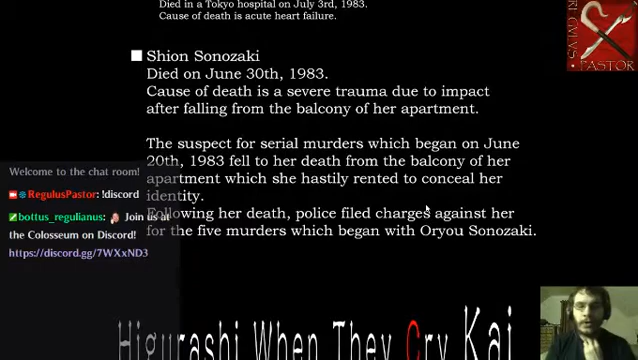 Died in a Tokyo hospital on July 3rd, 1983.
Cause of death is acute heart failure.
Shion Sonozaki
Died on June 30th, 1983.
Cause of death is a severe trauma due to impact
after falling from the balcony of her apartment.
The suspect for serial murders which began on June
20th, 1983 fell to her death from the balcony of her
apartment which she hastily rented to conceal her
identity.
Following her death, police filed charges against her
for the five murders which began with Oryou Sonozaki.
Welcome to the chat room!
RegulusPastor: !discord
bottus_regulianus: Join us at
the Colosseum on Discord!
https://discord.gg/7WXxND3
Higurashi When They Cry Kai
PASTOR